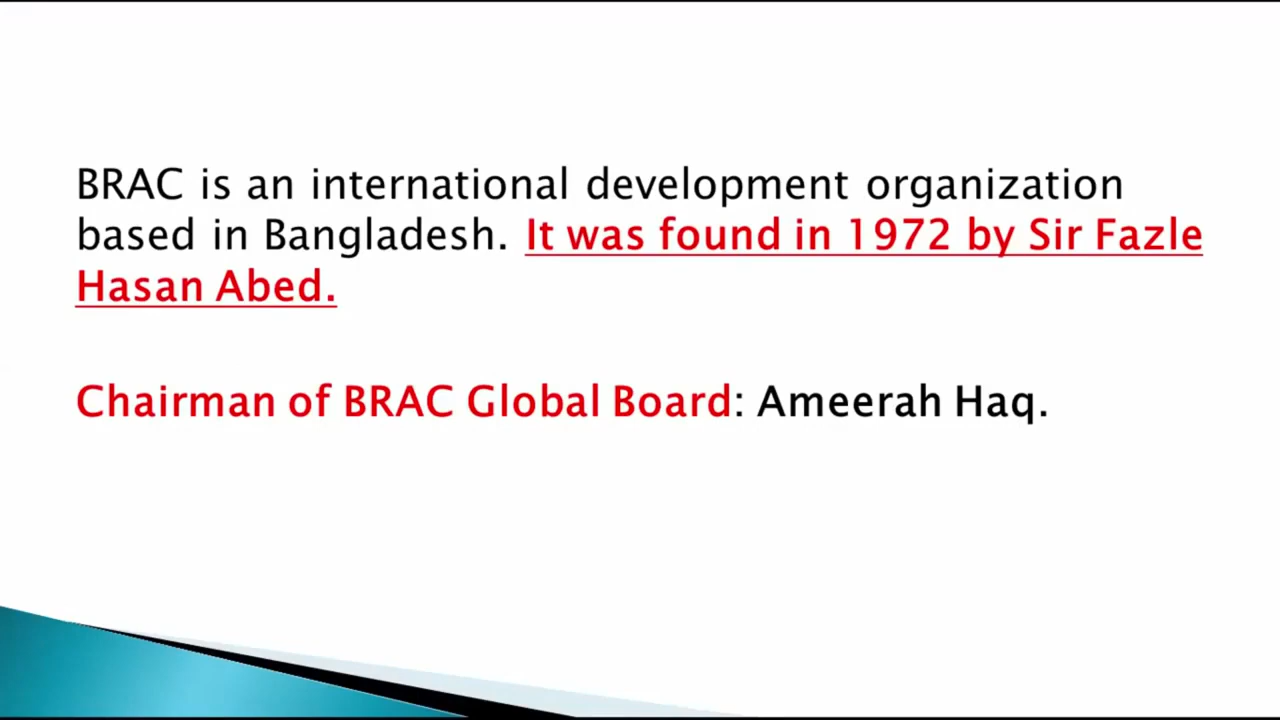 BRAC is an international development organization
based in Bangladesh. It was found in 1972 by Sir Fazle
Hasan Abed.
Chairman of BRAC Global Board: Ameerah Haq.